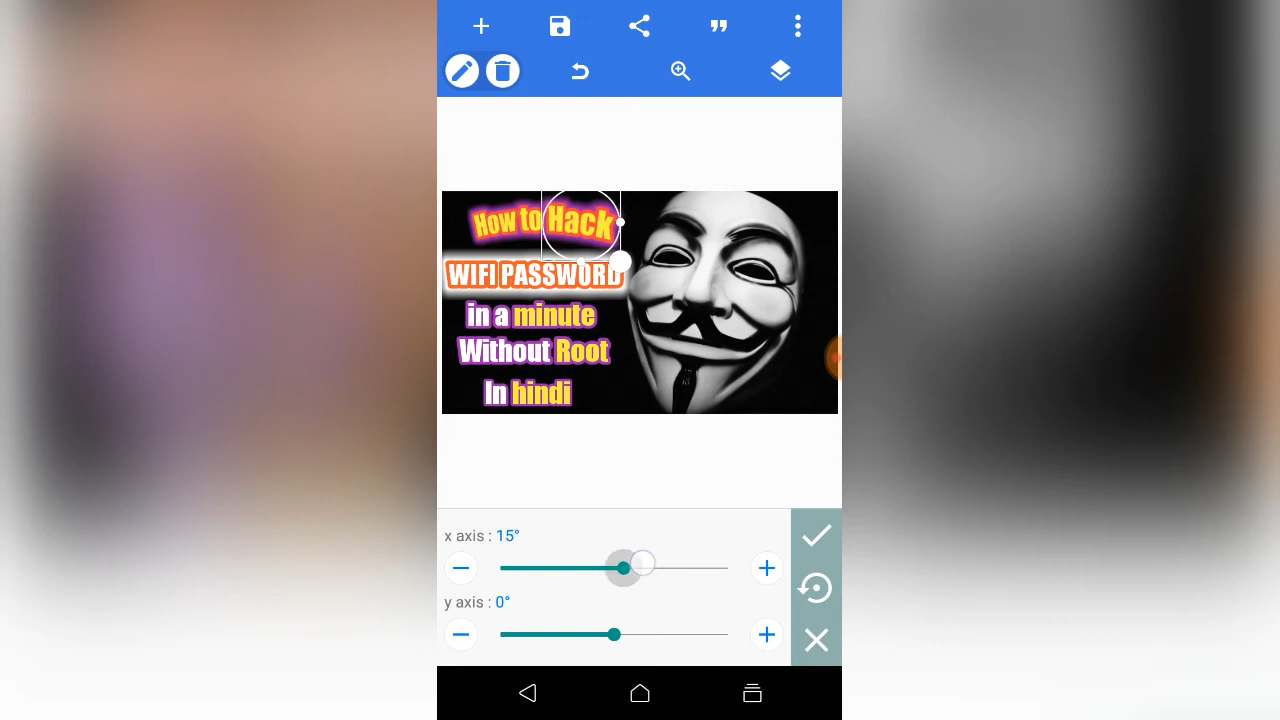 How to Hack
WIFI PASSWORD
in a minute
Without Root
In hindi
x axis : 15°
y axis : 0°